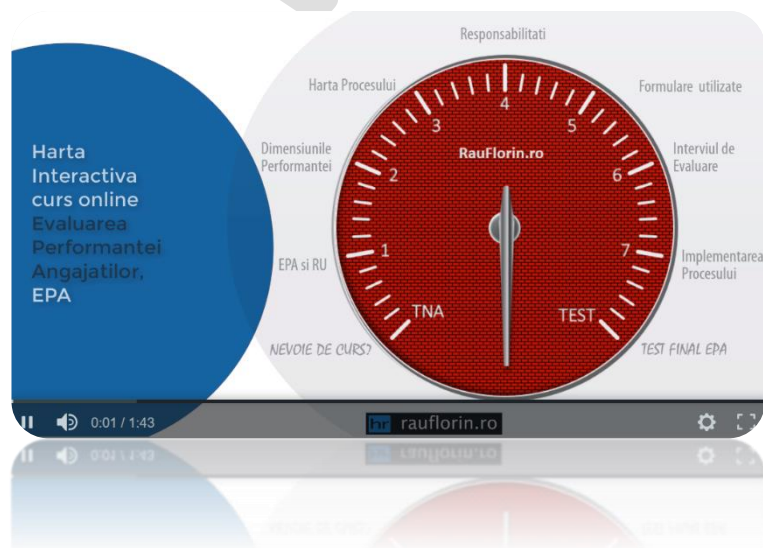 Harta
Interactiva
curs online
Evaluarea
Performantei
Angajatilor.
EPA
Responsabilitati
Harta Procesului
Formulare utilizate
Dimensiunile
Performantei
Interviul de
Evaluare
EPA si RU
Implementarea
Procesului
NEVOIE DE CURS?
TEST FINAL EPA
4
3
5
RauFlorin.ro
2
6
1
7
TNA
TEST
0:01 / 1:43
hr rauflorin.ro